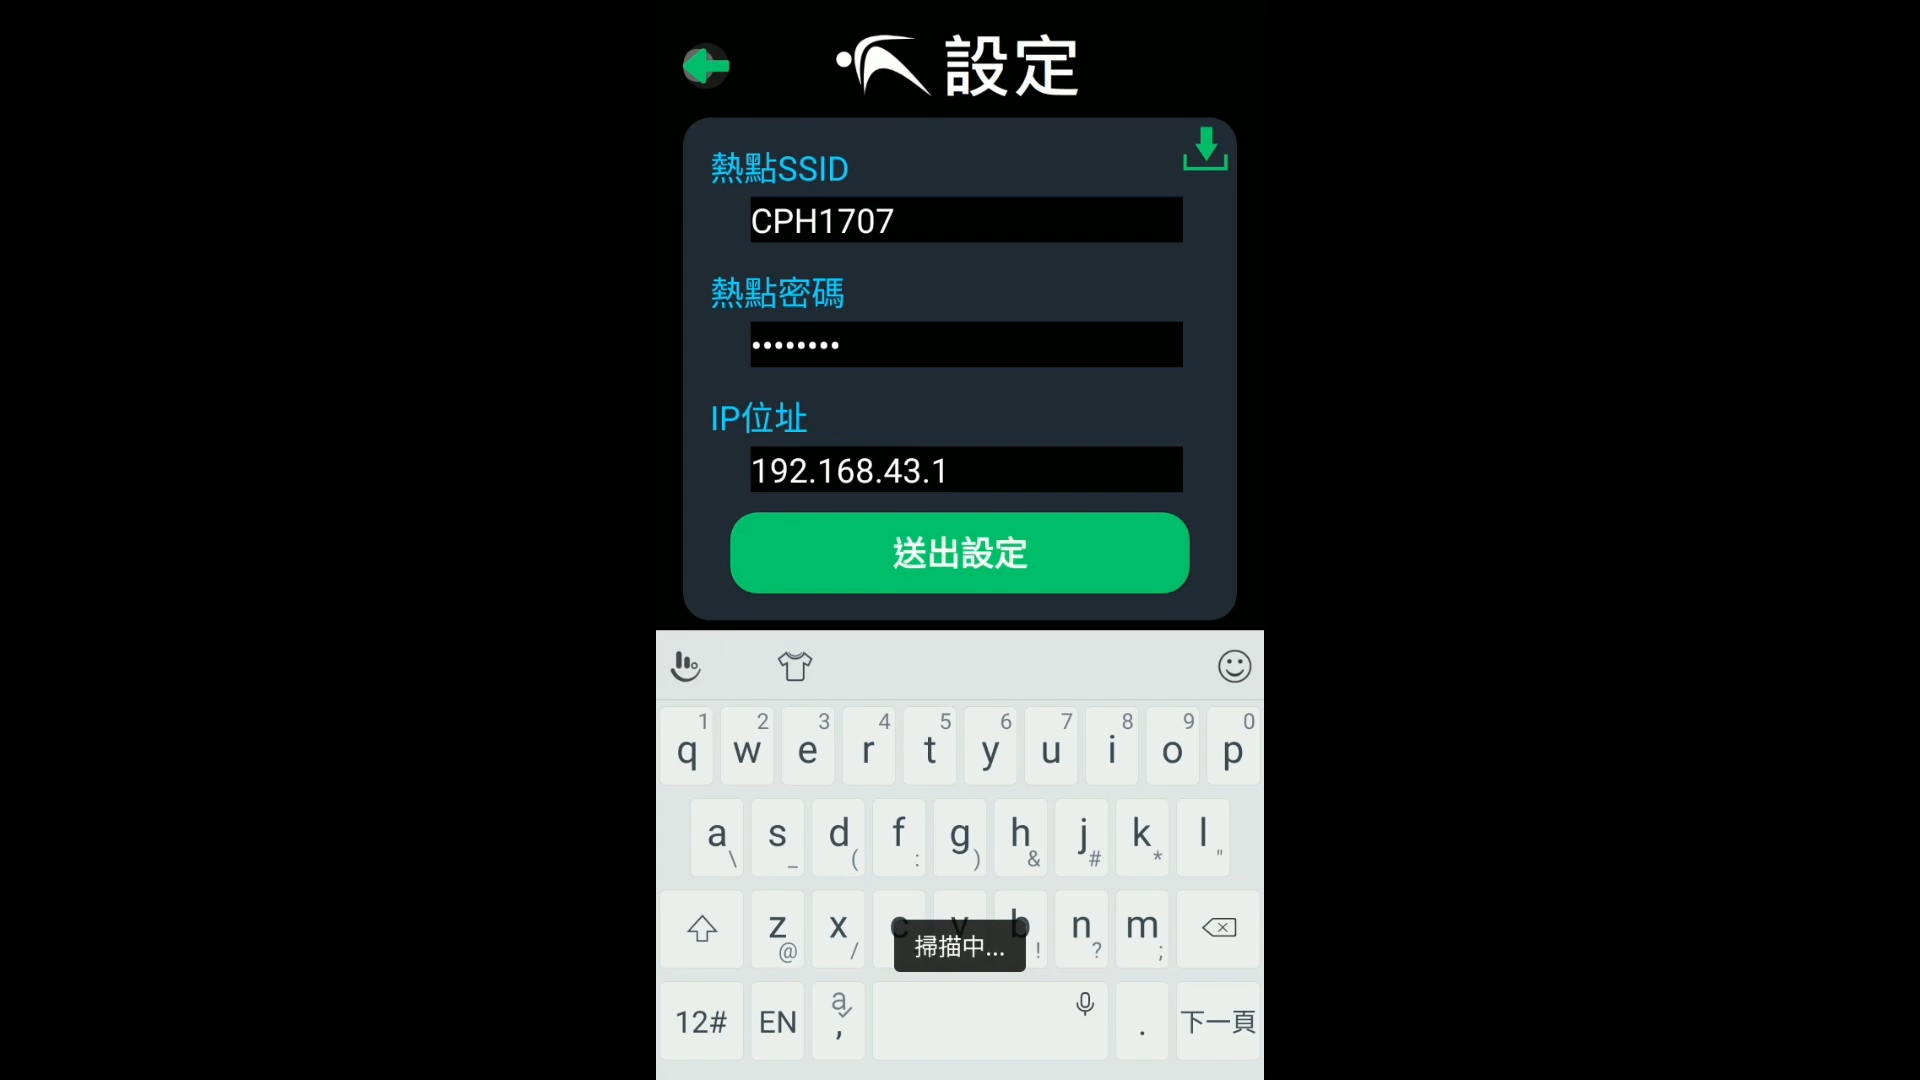 設定
熱點SSID
CPH1707
熱點密碼
••••••••
IP位址
192.168.43.1
送出設定
1 2 3 4 5 6 7 8 9 0
q w e r t y u i o p
a s d f g h j k l
\ _ ( : ) & # * "
z x c v b n m
@ / ! ? ;
掃描中...
12# EN a , . 下一頁